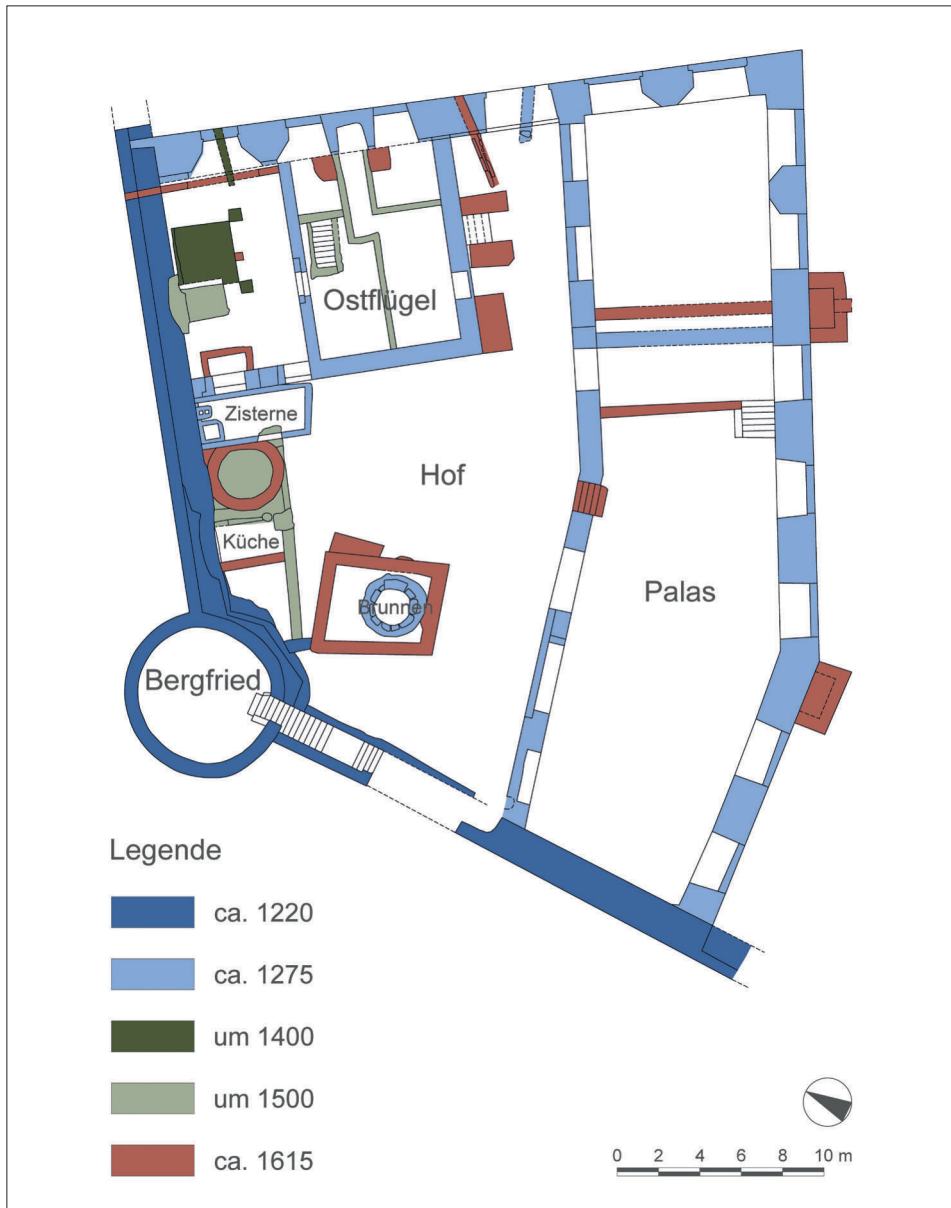 Ostflügel
Zisterne
Hof
Küche
Brunnen
Palas
Bergfried
Legende
ca. 1220
ca. 1275
um 1400
um 1500
ca. 1615
0 2 4 6 8 10 m